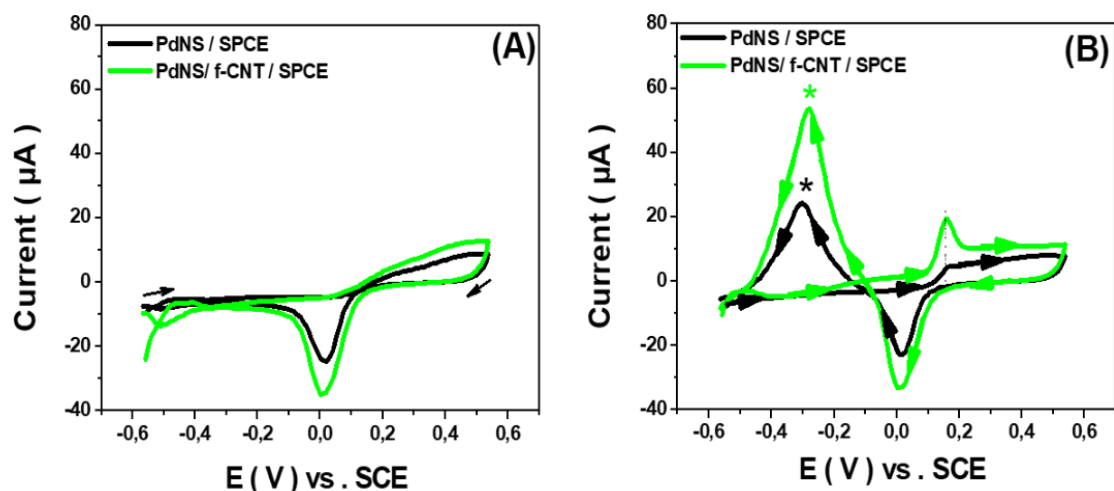 80
60
40
20
0
-20
-40
Current ( µA )
PdNS / SPCE
PdNS/ f-CNT / SPCE
(A)
-0,6 -0,4 -0,2 0,0 0,2 0,4 0,6
E ( V ) vs . SCE
80
60
40
20
0
-20
-40
Current ( µA )
PdNS / SPCE
PdNS/ f-CNT / SPCE
(B)
*
*
-0,6 -0,4 -0,2 0,0 0,2 0,4 0,6
E ( V ) vs . SCE